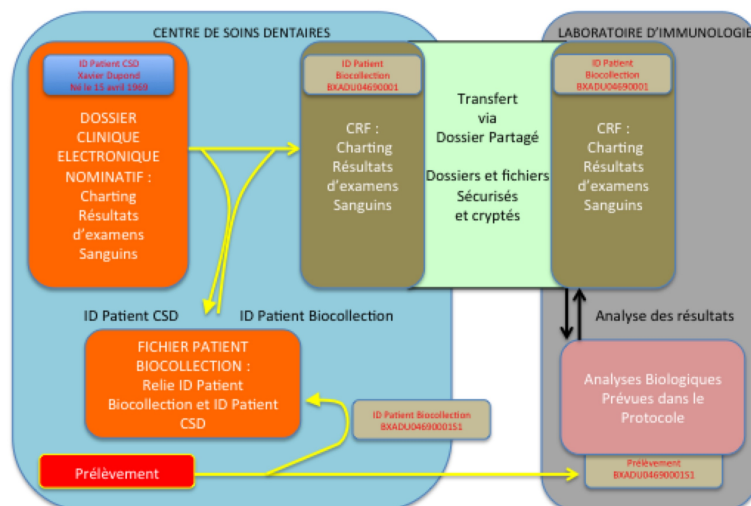 CENTRE DE SOINS DENTAIRES
LABORATOIRE D'IMMUNOLOGIE
ID Patient CSD
Xavier Dupond
Né le 15 avril 1969
DOSSIER
CLINIQUE
ELECTRONIQUE
NOMINATIF :
Charting
Résultats
d'examens
Sanguins
ID Patient
Biocollection
BXADU04690001
CRF :
Charting
Résultats
d'examens
Sanguins
Transfert
via
Dossier Partagé
Dossiers et fichiers
Sécurisés
et cryptés
ID Patient
Biocollection
BXADU04690001
CRF :
Charting
Résultats
d'examens
Sanguins
ID Patient CSD
ID Patient Biocollection
Analyse des résultats
FICHIER PATIENT
BIOCOLLECTION :
Relie ID Patient
Biocollection et ID Patient
CSD
ID Patient Biocollection
BXADU0469000151
Analyses Biologiques
Prévues dans le
Protocole
Prélèvement
Prélèvement
BXADU0469000151